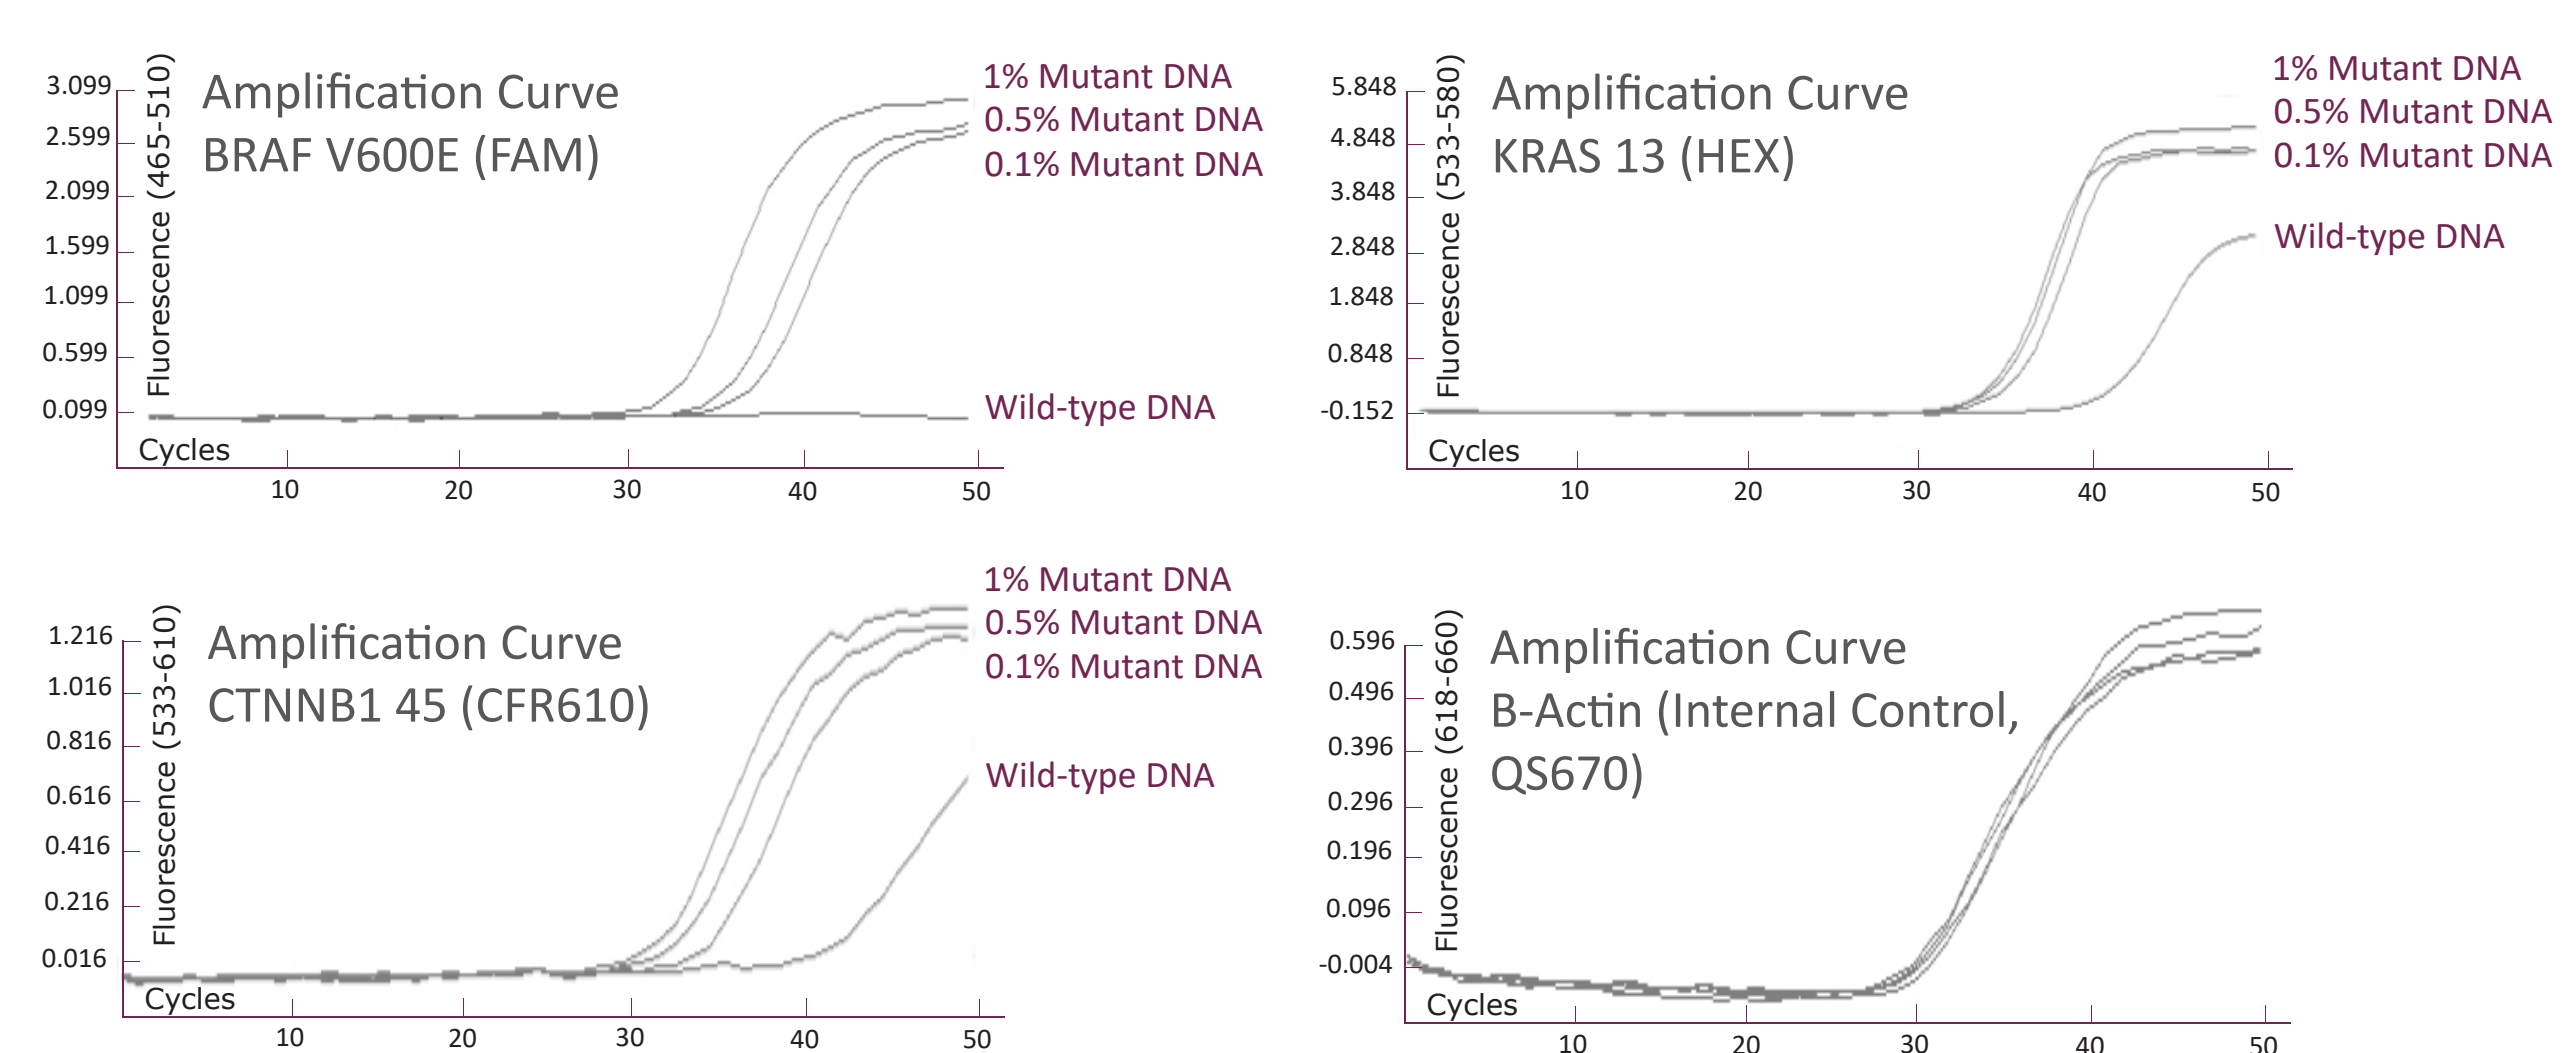 Amplification Curve
BRAF V600E (FAM)
Fluorescence (465-510)
3.099
2.599
2.099
1.599
1.099
0.599
0.099
Cycles
10 20 30 40 50
1% Mutant DNA
0.5% Mutant DNA
0.1% Mutant DNA
Wild-type DNA
Amplification Curve
KRAS 13 (HEX)
Fluorescence (533-580)
5.848
4.848
3.848
2.848
1.848
0.848
-0.152
Cycles
10 20 30 40 50
1% Mutant DNA
0.5% Mutant DNA
0.1% Mutant DNA
Wild-type DNA
Amplification Curve
CTNNB1 45 (CFR610)
Fluorescence (533-610)
1.216
1.016
0.816
0.616
0.416
0.216
0.016
Cycles
10 20 30 40 50
1% Mutant DNA
0.5% Mutant DNA
0.1% Mutant DNA
Wild-type DNA
Amplification Curve
B-Actin (Internal Control,
QS670)
Fluorescence (618-660)
0.596
0.496
0.396
0.296
0.196
0.096
-0.004
Cycles
10 20 30 40 50